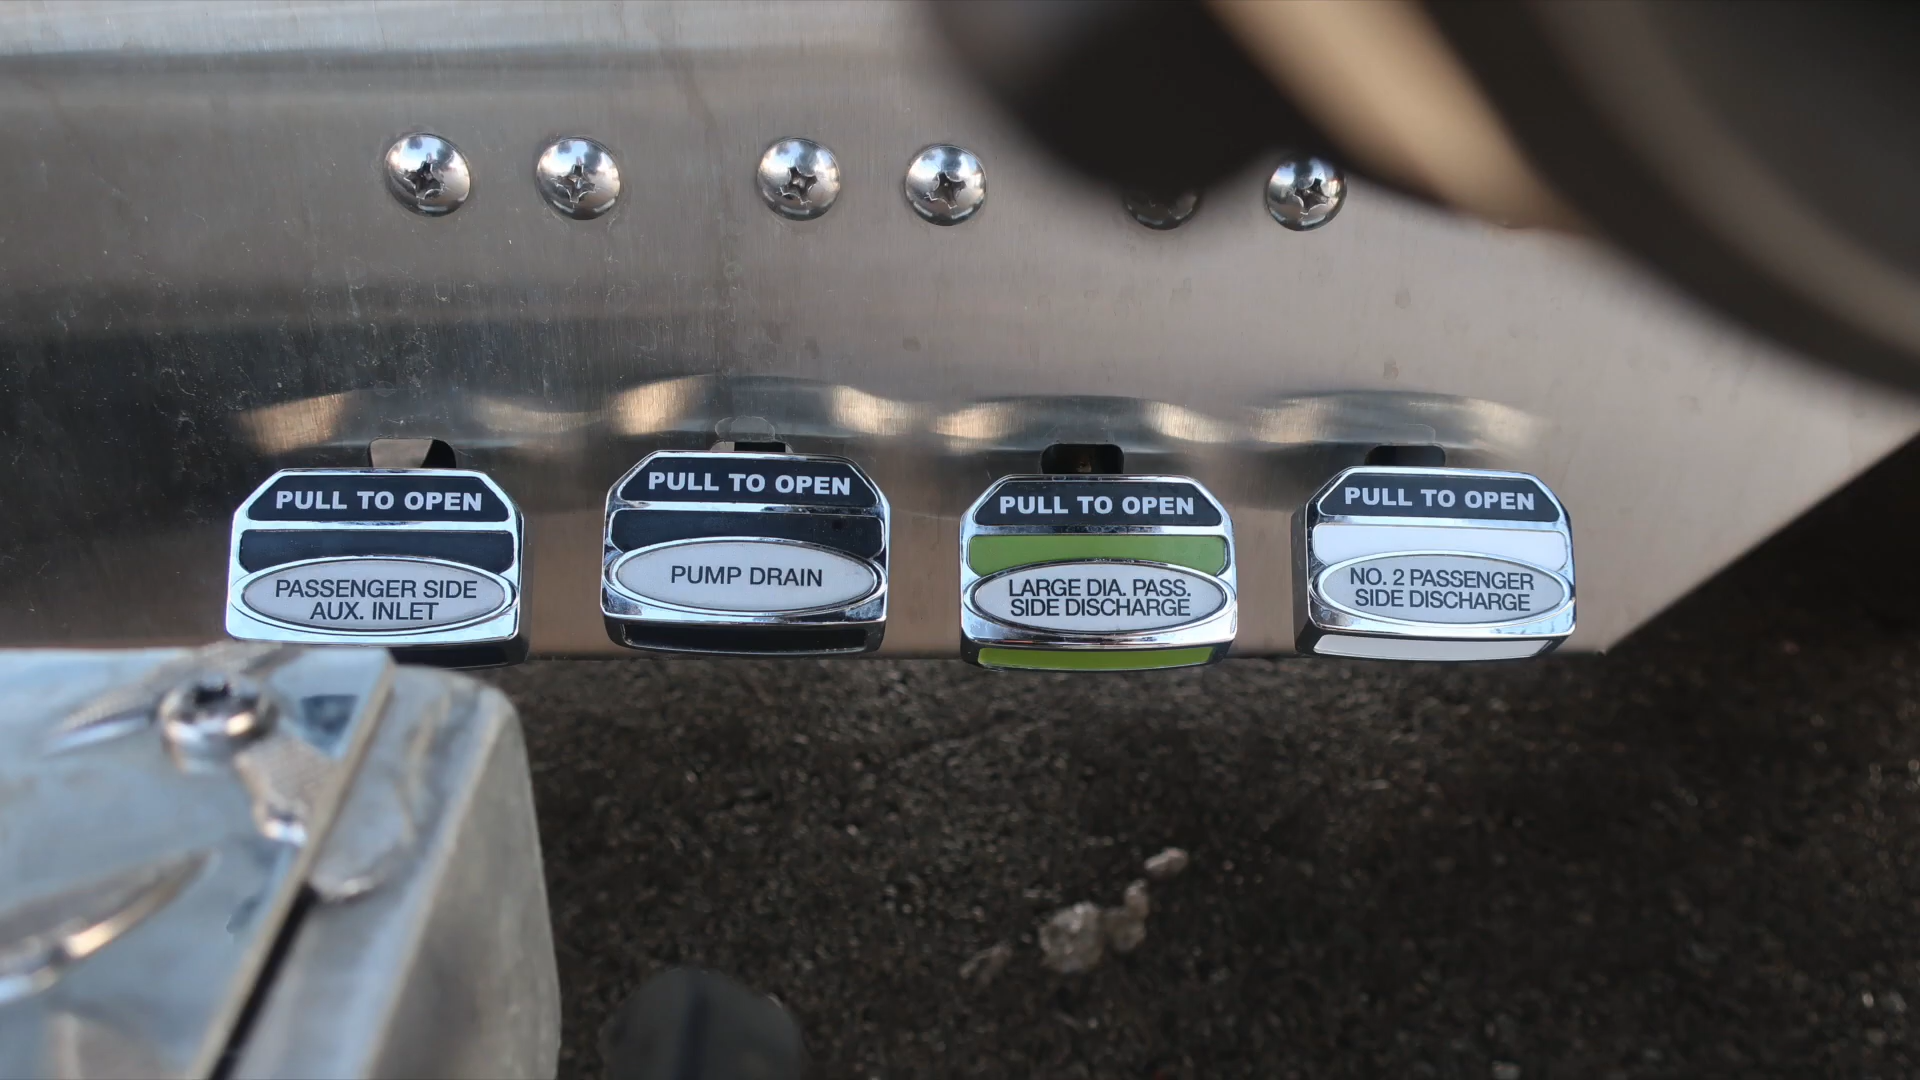 PULL TO OPEN
PASSENGER SIDE
AUX. INLET
PULL TO OPEN
PUMP DRAIN
PULL TO OPEN
LARGE DIA. PASS.
SIDE DISCHARGE
PULL TO OPEN
NO. 2 PASSENGER
SIDE DISCHARGE